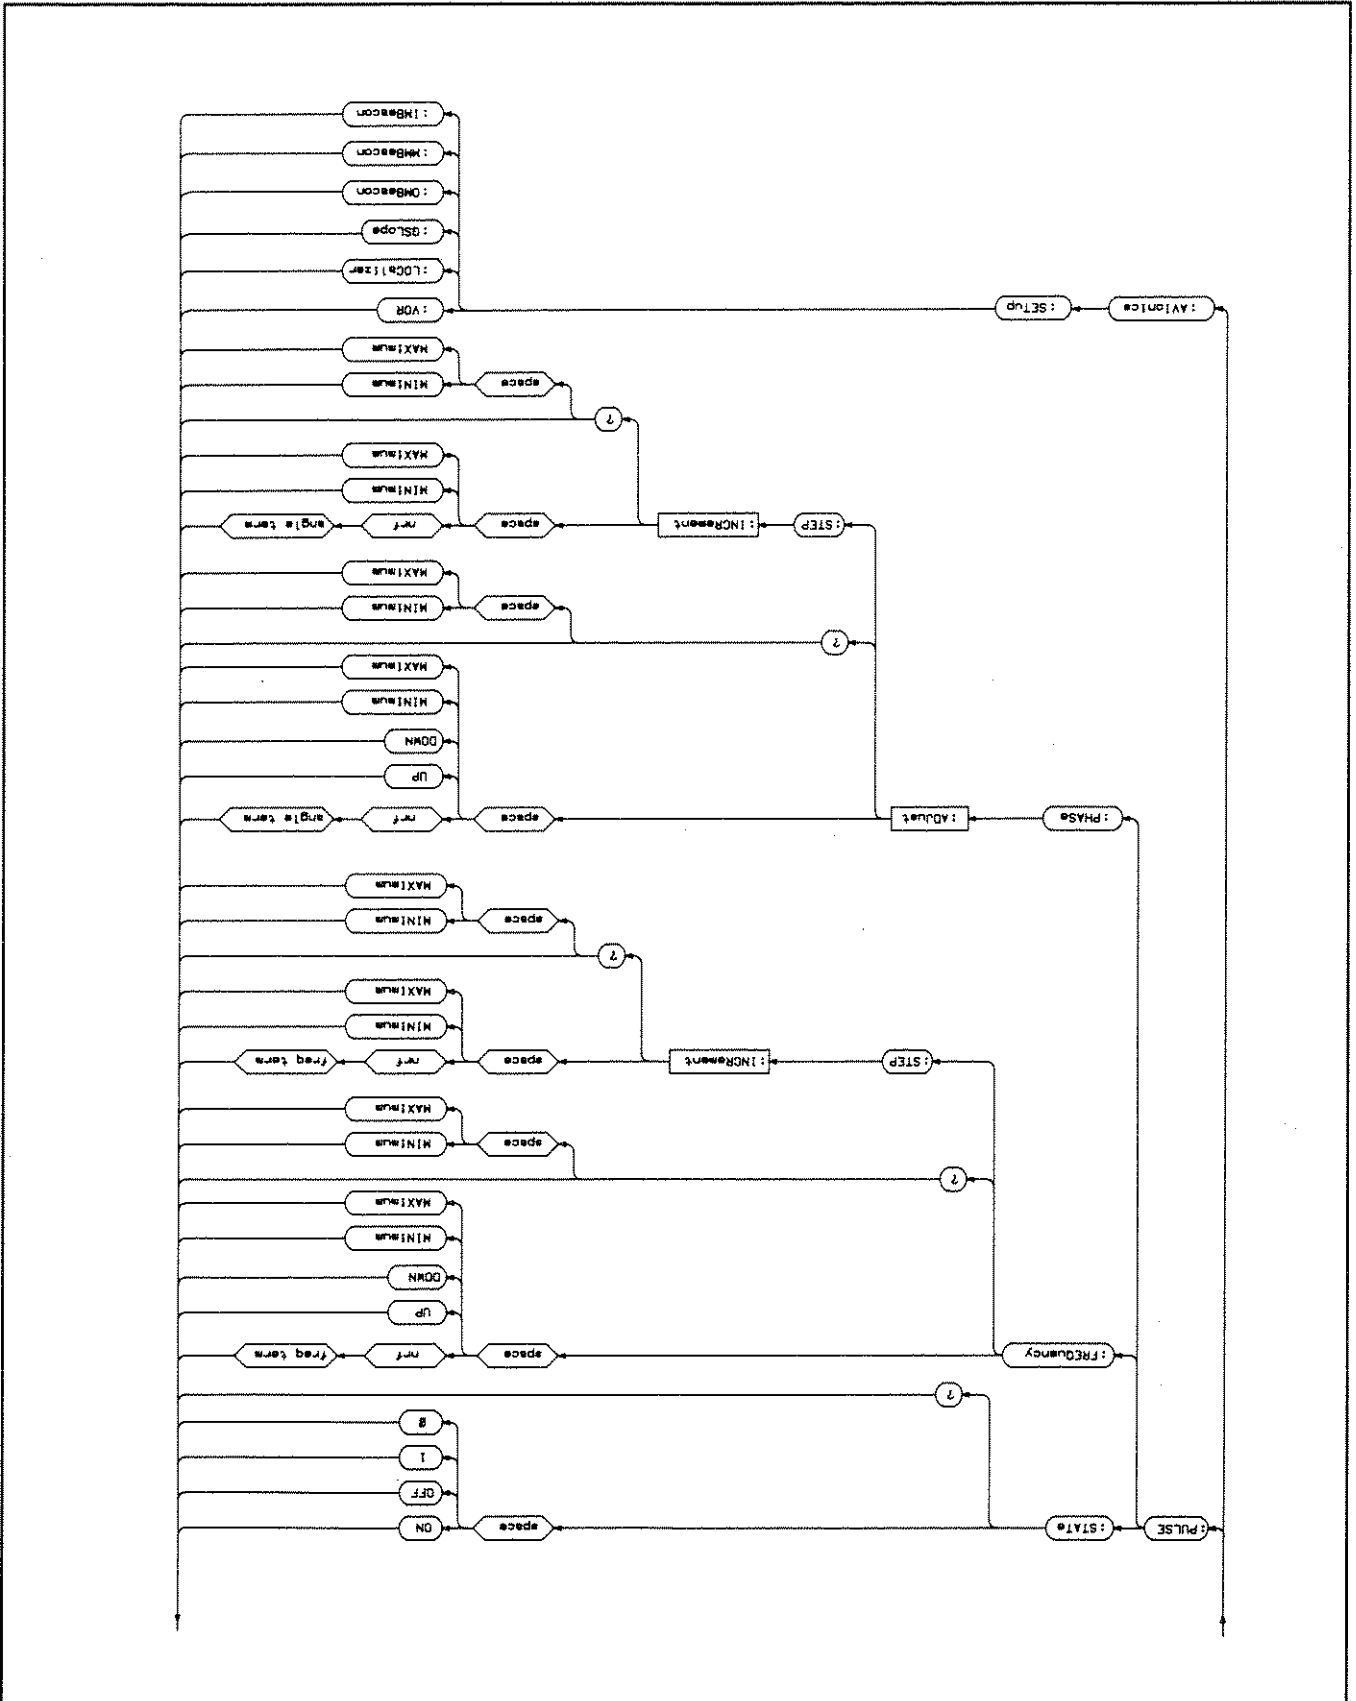 :PULSE :STATe space ON
OFF
1
0
?
:FREQuency space nrf freq term
UP
DOWN
MINImum
MAXImum
?
space MINImum
MAXImum
:STEP :INCRement space nrf freq term
MINImum
MAXImum
?
space MINImum
MAXImum
:PHASe :ADJust space nrf angle term
UP
DOWN
MINImum
MAXImum
?
space MINImum
MAXImum
:STEP :INCRement space nrf angle term
MINImum
MAXImum
?
space MINImum
MAXImum
:AVIonics :SETup :VOR
:LOCalizer
:GSLope
:OMBeacon
:MMBeacon
:IMBeacon